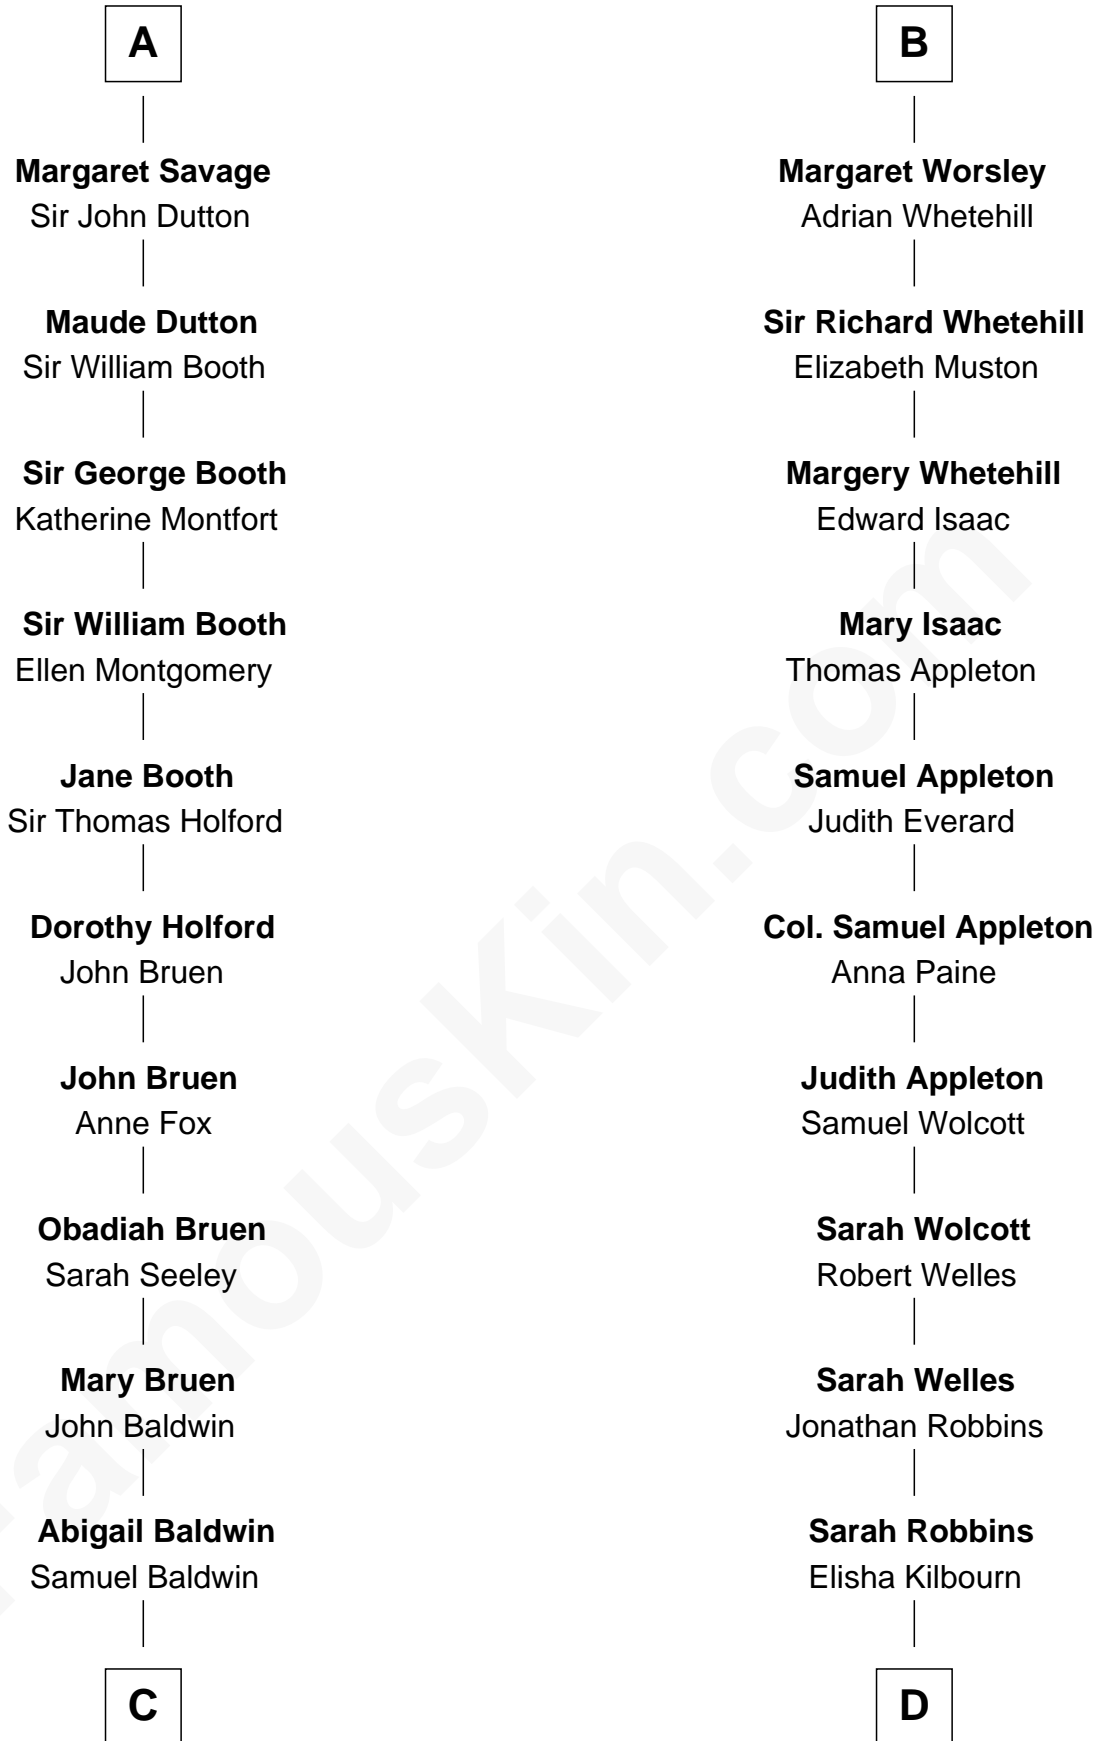 A
Margaret Savage
Sir John Dutton
Maude Dutton
Sir William Booth
Sir George Booth
Katherine Montfort
Sir William Booth
Ellen Montgomery
Jane Booth
Sir Thomas Holford
Dorothy Holford
John Bruen
John Bruen
Anne Fox
Obadiah Bruen
Sarah Seeley
Mary Bruen
John Baldwin
Abigail Baldwin
Samuel Baldwin
C
B
Margaret Worsley
Adrian Whetehill
Sir Richard Whetehill
Elizabeth Muston
Margery Whetehill
Edward Isaac
Mary Isaac
Thomas Appleton
Samuel Appleton
Judith Everard
Col. Samuel Appleton
Anna Paine
Judith Appleton
Samuel Wolcott
Sarah Wolcott
Robert Welles
Sarah Welles
Jonathan Robbins
Sarah Robbins
Elisha Kilbourn
D
FamousKin.com